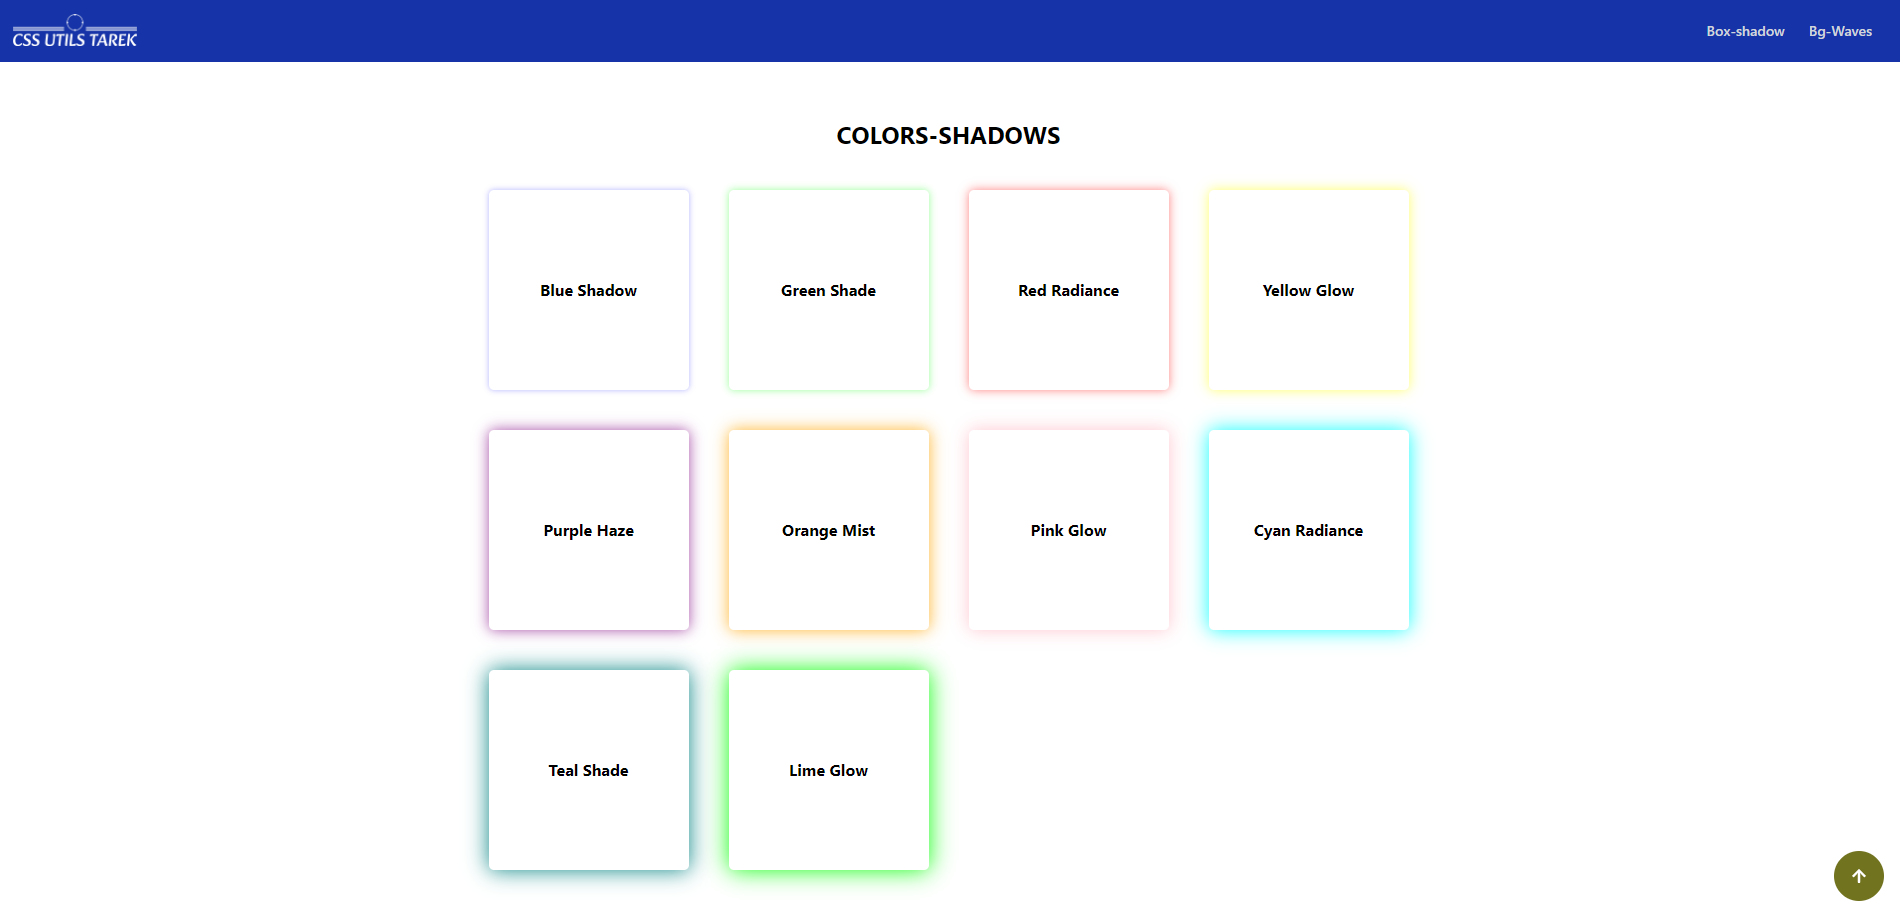 CSS UTILS TAREK
Box-shadow Bg-Waves
COLORS-SHADOWS
Blue Shadow
Green Shade
Red Radiance
Yellow Glow
Purple Haze
Orange Mist
Pink Glow
Cyan Radiance
Teal Shade
Lime Glow